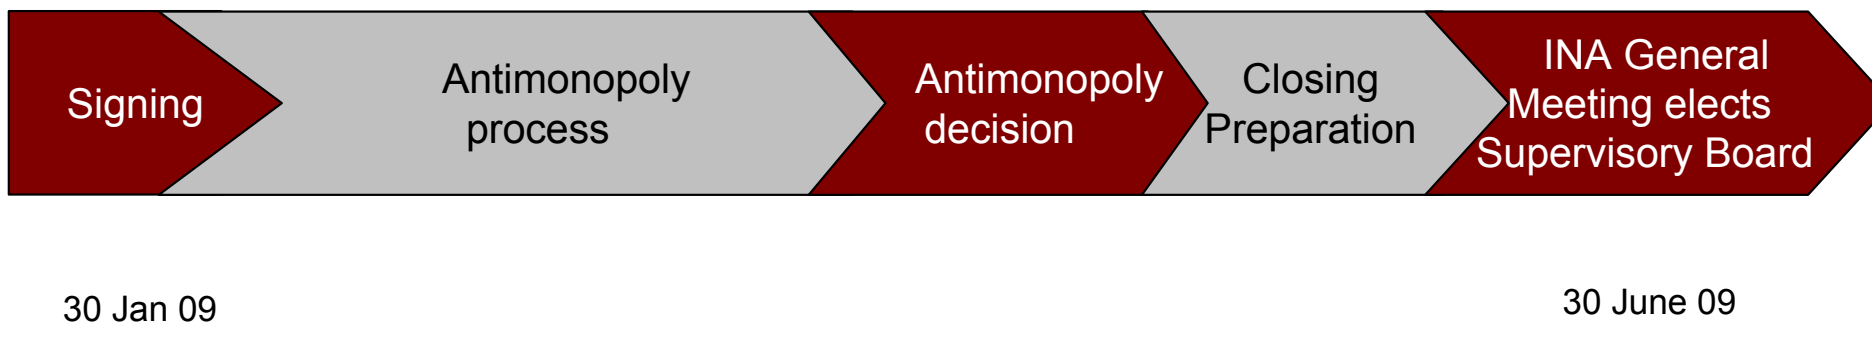 Signing
Antimonopoly
process
Antimonopoly
decision
Closing
Preparation
INA General
Meeting elects
Supervisory Board
30 Jan 09
30 June 09